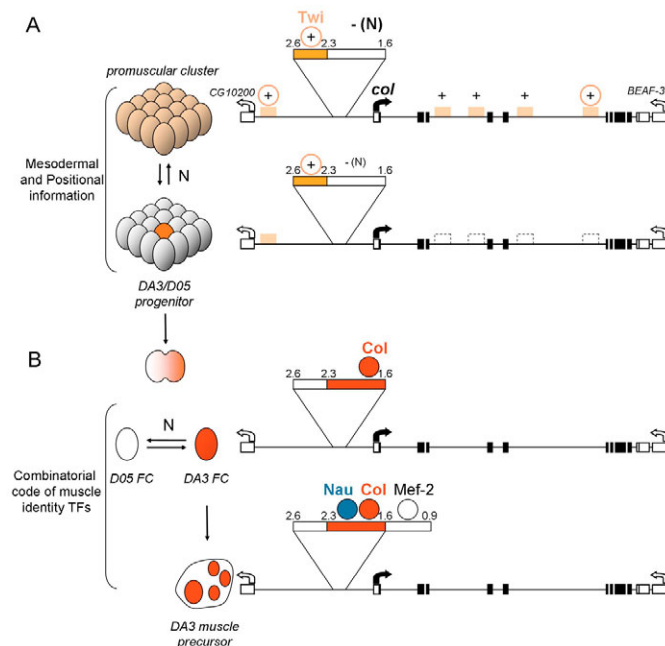 A
Twi
- (N)
+
2.6 2.3 1.6
promuscular cluster
CG10200
+
col
+ + + +
Mesodermal
and Positional
information
N
+
- (N)
2.6 2.3 1.6
DA3/D05
progenitor
B
Col
2.6 2.3 1.6
N
D05 FC
DA3 FC
Combinatorial
code of muscle
identity TFs
Nau Col Mef-2
2.6 2.3 1.6 0.9
DA3 muscle
precursor